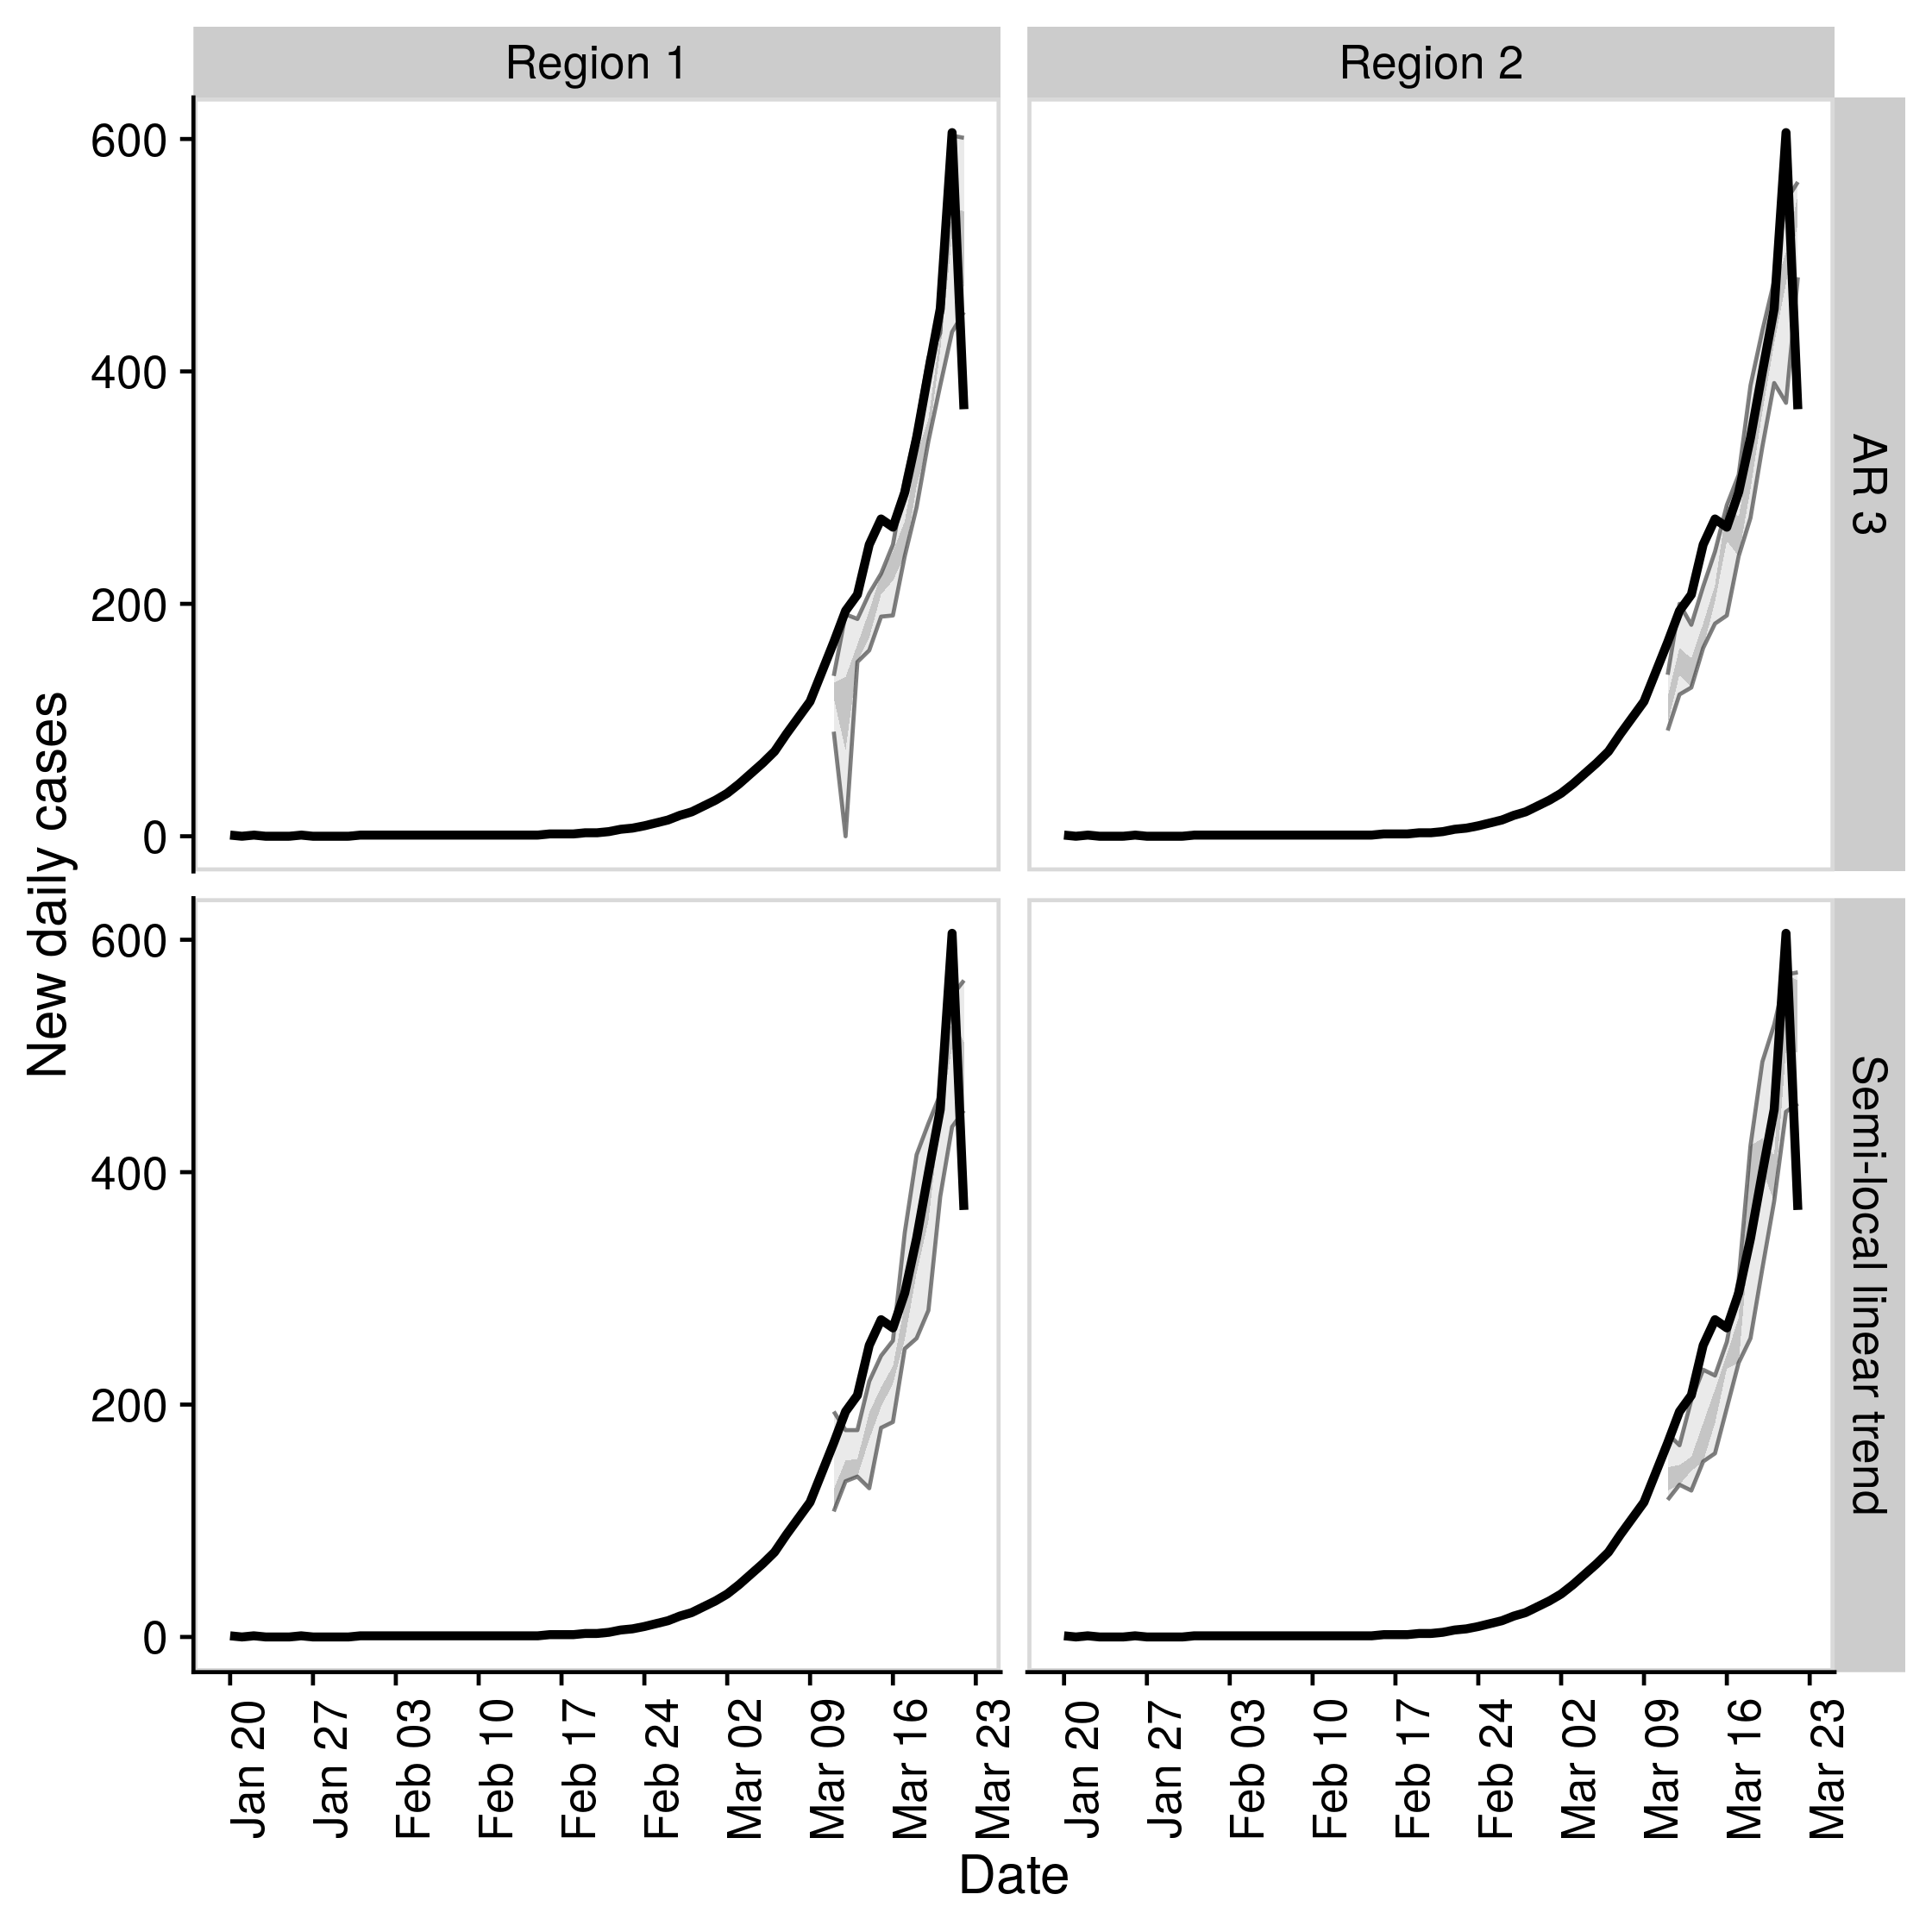 Region 1
Region 2
AR 3
Semi-local linear trend
New daily cases
600
400
200
0
600
400
200
0
Jan 20
Jan 27
Feb 03
Feb 10
Feb 17
Feb 24
Mar 02
Mar 09
Mar 16
Mar 23
Jan 20
Jan 27
Feb 03
Feb 10
Feb 17
Feb 24
Mar 02
Mar 09
Mar 16
Mar 23
Date